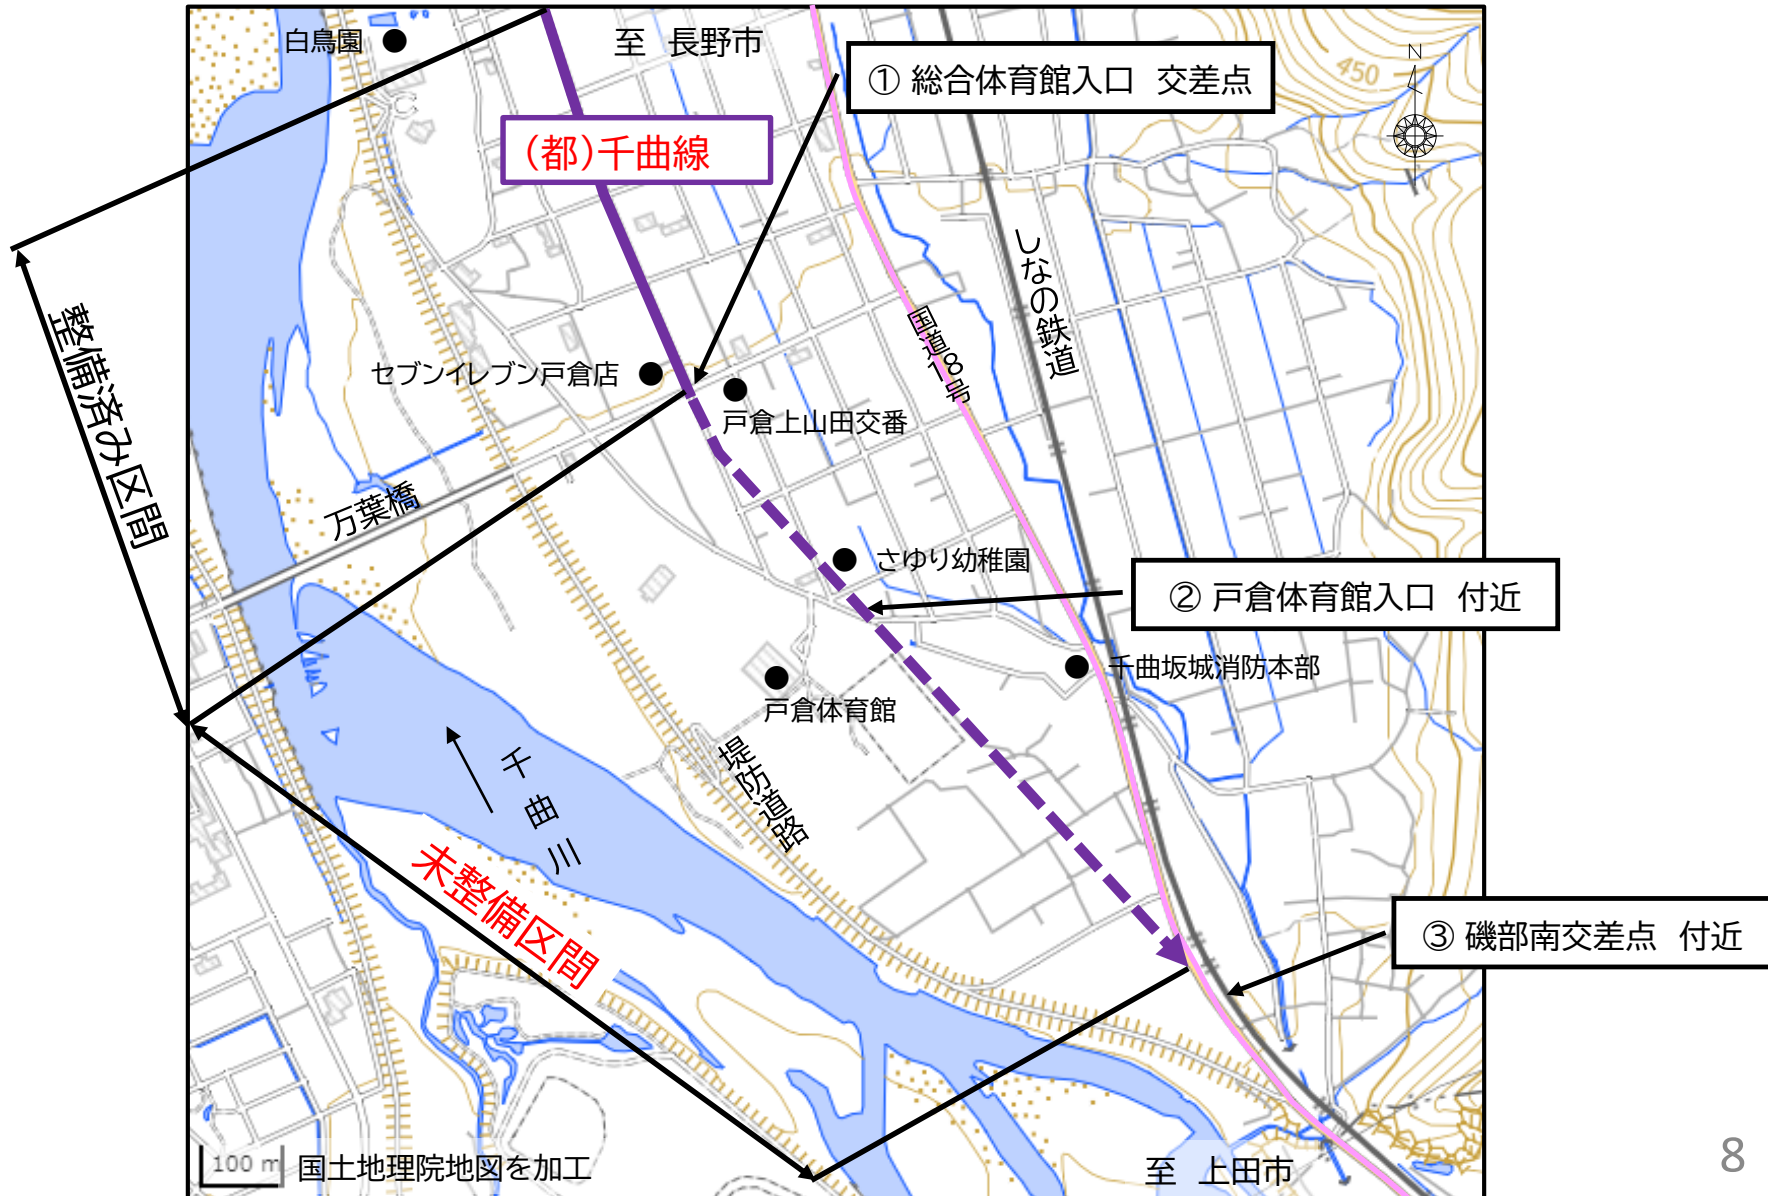 白鳥園
至 長野市
① 総合体育館入口 交差点
450
N
(都)千曲線
しなの鉄道
国道18号
整備済み区間
セブンイレブン戸倉店
戸倉上山田交番
万葉橋
さゆり幼稚園
② 戸倉体育館入口 付近
千曲坂城消防本部
戸倉体育館
堤防道路
千曲川
未整備区間
③ 磯部南交差点 付近
100 m
国土地理院地図を加工
至 上田市
8